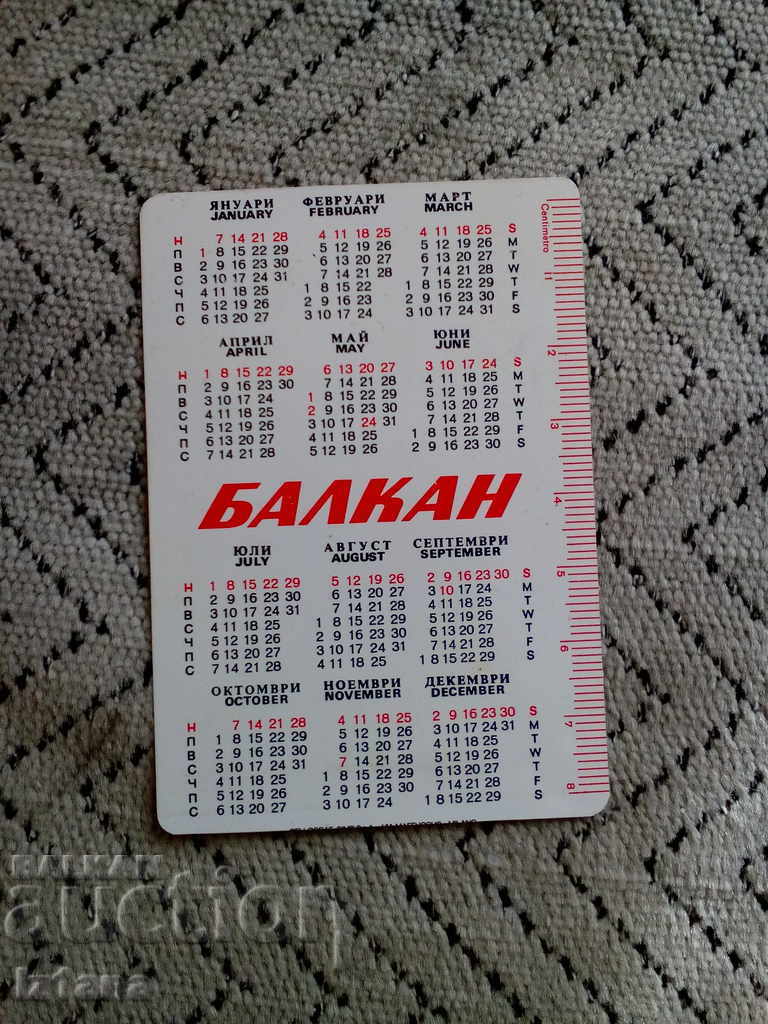 ЯНУАРИ ФЕВРУАРИ МАРТ
JANUARY FEBRUARY MARCH
Н 7 14 21 28 4 11 18 25 4 11 18 25 S
П 1 8 15 22 29 5 12 19 26 5 12 19 26 M
В 2 9 16 23 30 6 13 20 27 6 13 20 27 T
С 3 10 17 24 31 7 14 21 28 7 14 21 28 W
Ч 4 11 18 25 1 8 15 22 1 8 15 22 29 T
П 5 12 19 26 2 9 16 23 2 9 16 23 30 F
С 6 13 20 27 3 10 17 24 3 10 17 24 31 S
АПРИЛ МАЙ ЮНИ
APRIL MAY JUNE
Н 1 8 15 22 29 6 13 20 27 3 10 17 24 S
П 2 9 16 23 30 7 14 21 28 4 11 18 25 M
В 3 10 17 24 1 8 15 22 29 5 12 19 26 T
С 4 11 18 25 2 9 16 23 30 6 13 20 27 W
Ч 5 12 19 26 3 10 17 24 31 7 14 21 28 T
П 6 13 20 27 4 11 18 25 1 8 15 22 29 F
С 7 14 21 28 5 12 19 26 2 9 16 23 30 S
БАЛКАН
ЮЛИ АВГУСТ СЕПТЕМВРИ
JULY AUGUST SEPTEMBER
Н 1 8 15 22 29 5 12 19 26 2 9 16 23 30 S
П 2 9 16 23 30 6 13 20 27 3 10 17 24 M
В 3 10 17 24 31 7 14 21 28 4 11 18 25 T
С 4 11 18 25 1 8 15 22 29 5 12 19 26 W
Ч 5 12 19 26 2 9 16 23 30 6 13 20 27 T
П 6 13 20 27 3 10 17 24 31 7 14 21 28 F
С 7 14 21 28 4 11 18 25 1 8 15 22 29 S
ОКТОМВРИ НОЕМВРИ ДЕКЕМВРИ
OCTOBER NOVEMBER DECEMBER
Н 7 14 21 28 4 11 18 25 2 9 16 23 30 S
П 1 8 15 22 29 5 12 19 26 3 10 17 24 31 M
В 2 9 16 23 30 6 13 20 27 4 11 18 25 T
С 3 10 17 24 31 7 14 21 28 5 12 19 26 W
Ч 4 11 18 25 1 8 15 22 29 6 13 20 27 T
П 5 12 19 26 2 9 16 23 30 7 14 21 28 F
С 6 13 20 27 3 10 17 24 1 8 15 22 29 S
Centimetro 1 2 3 4 5 6 7 8
БАЛКАН
auction
Iztana